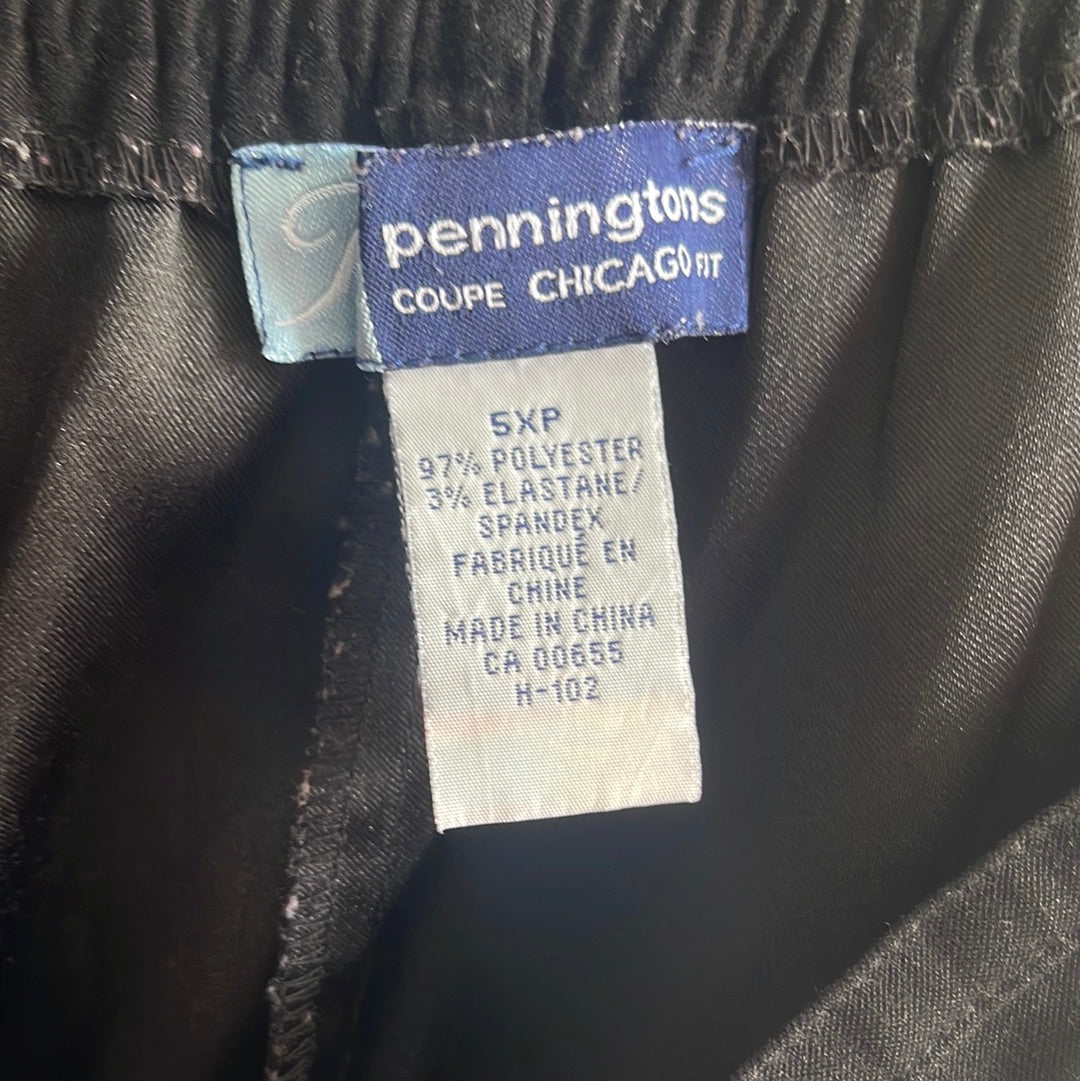 penningtons
COUPE CHICAGO FIT
5XP
97% POLYESTER
3% ELASTANE/
SPANDEX
FABRIQUÉ EN
CHINE
MADE IN CHINA
CA 00655
H-102